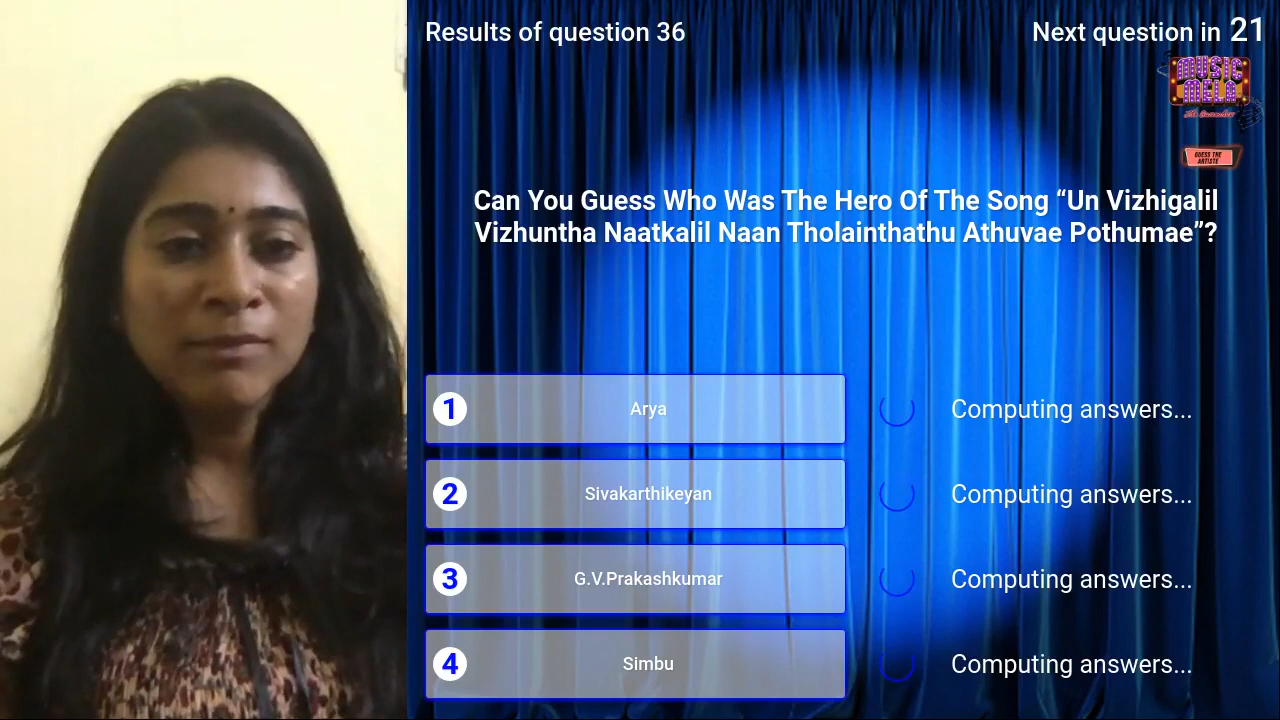 Results of question 36
Next question in 21
MUSIC
MELA
GUESS THE
ARTISTE
Can You Guess Who Was The Hero Of The Song “Un Vizhigalil
Vizhuntha Naatkalil Naan Tholainthathu Athuvae Pothumae”?
1 Arya Computing answers...
2 Sivakarthikeyan Computing answers...
3 G.V.Prakashkumar Computing answers...
4 Simbu Computing answers...